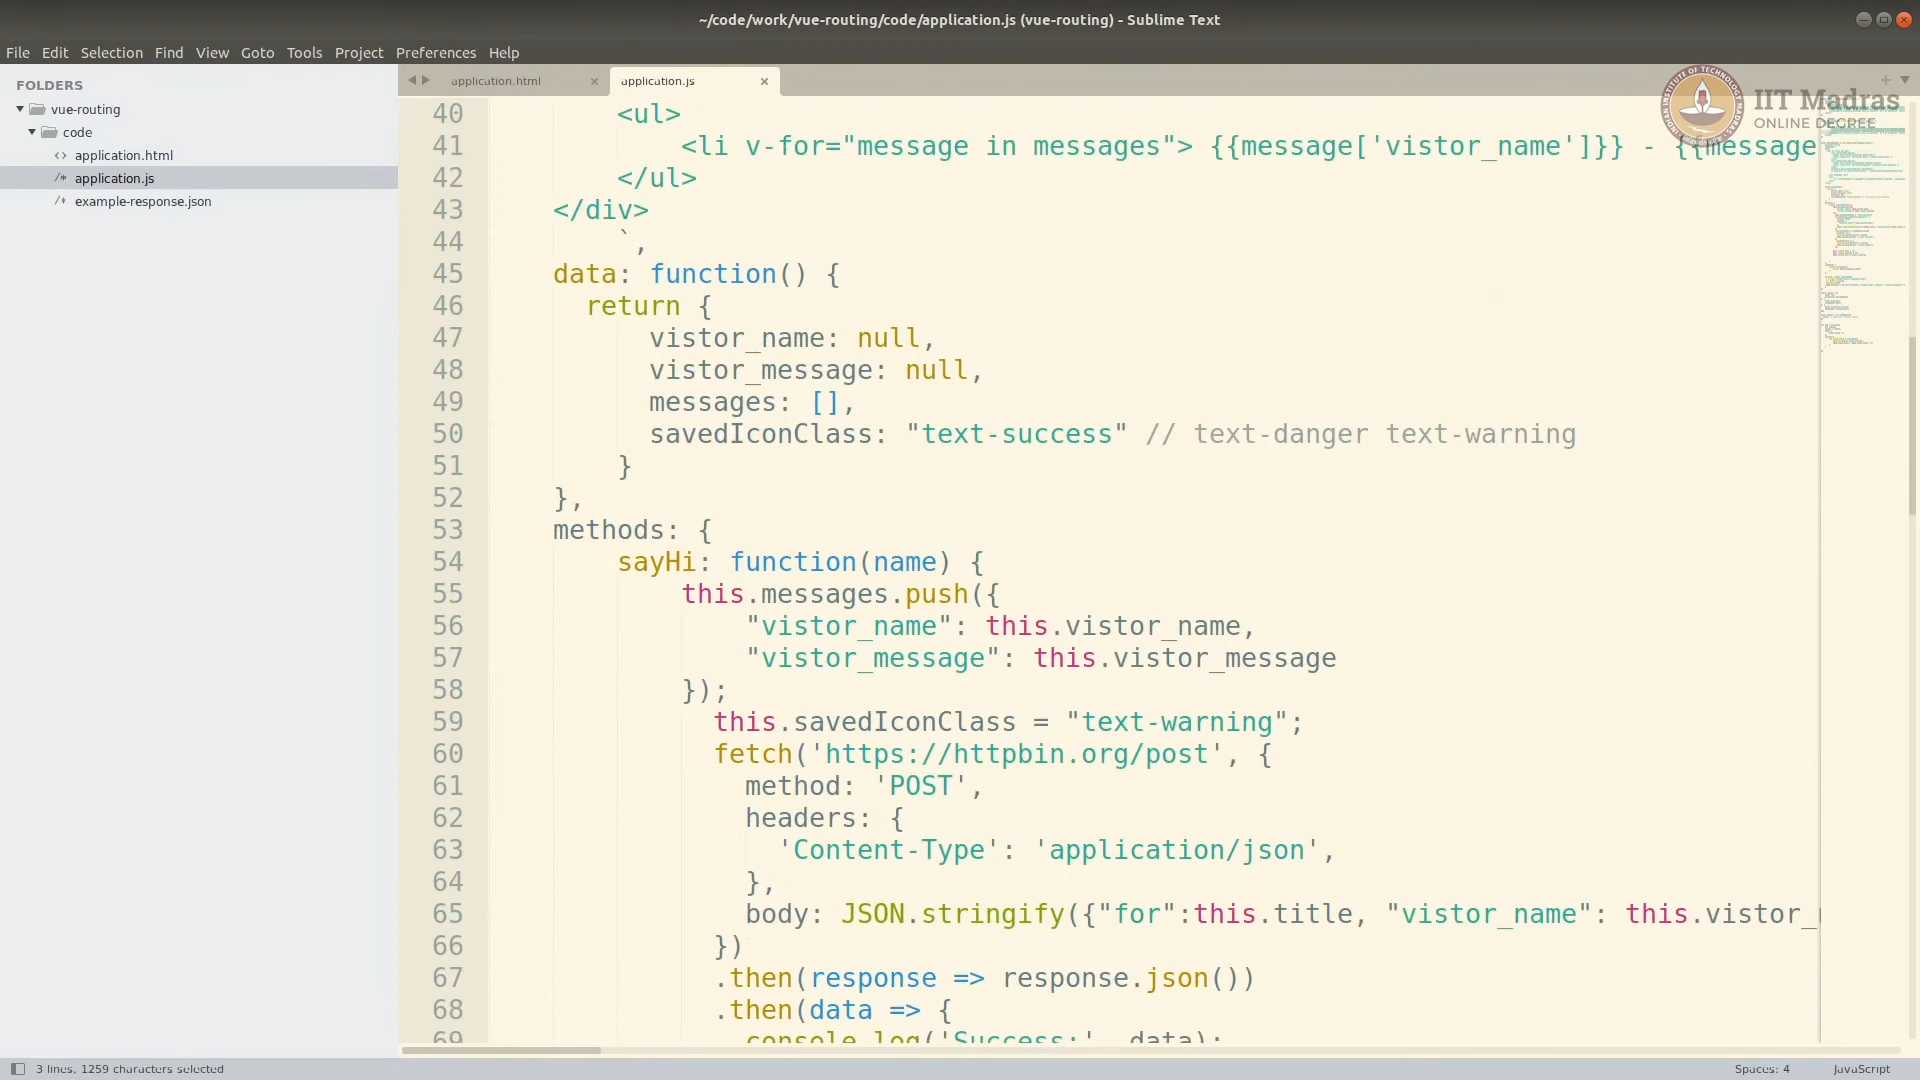 ~/code/work/vue-routing/code/application.js (vue-routing) - Sublime Text
File Edit Selection Find View Goto Tools Project Preferences Help
FOLDERS
vue-routing
code
application.html
application.js
example-response.json
application.html
application.js
IIT Madras
ONLINE DEGREE
40 <ul>
41 <li v-for="message in messages"> {{message['vistor_name']}} - {{message
42 </ul>
43 </div>
44 `,
45 data: function() {
46 return {
47 vistor_name: null,
48 vistor_message: null,
49 messages: [],
50 savedIconClass: "text-success" // text-danger text-warning
51 }
52 },
53 methods: {
54 sayHi: function(name) {
55 this.messages.push({
56 "vistor_name": this.vistor_name,
57 "vistor_message": this.vistor_message
58 });
59 this.savedIconClass = "text-warning";
60 fetch('https://httpbin.org/post', {
61 method: 'POST',
62 headers: {
63 'Content-Type': 'application/json',
64 },
65 body: JSON.stringify({"for":this.title, "vistor_name": this.vistor_
66 })
67 .then(response => response.json())
68 .then(data => {
69 console.log('Success:', data);
3 lines, 1259 characters selected
Spaces: 4 JavaScript